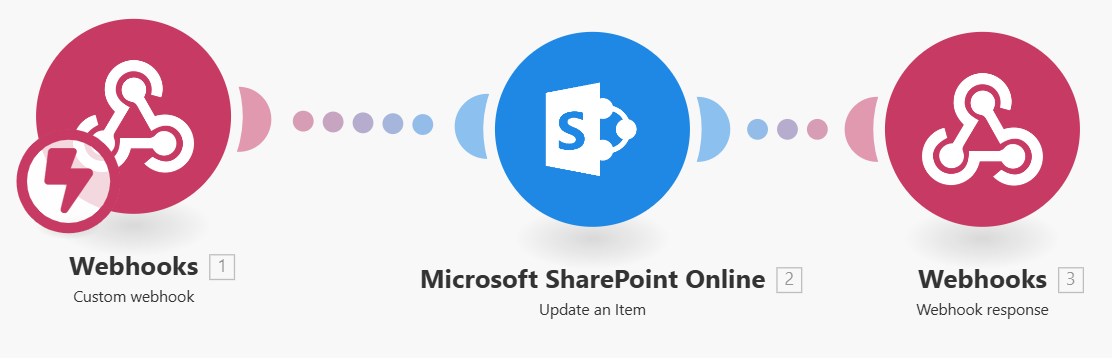 Webhooks 1
Custom webhook
Microsoft SharePoint Online 2
Update an Item
Webhooks 3
Webhook response
S